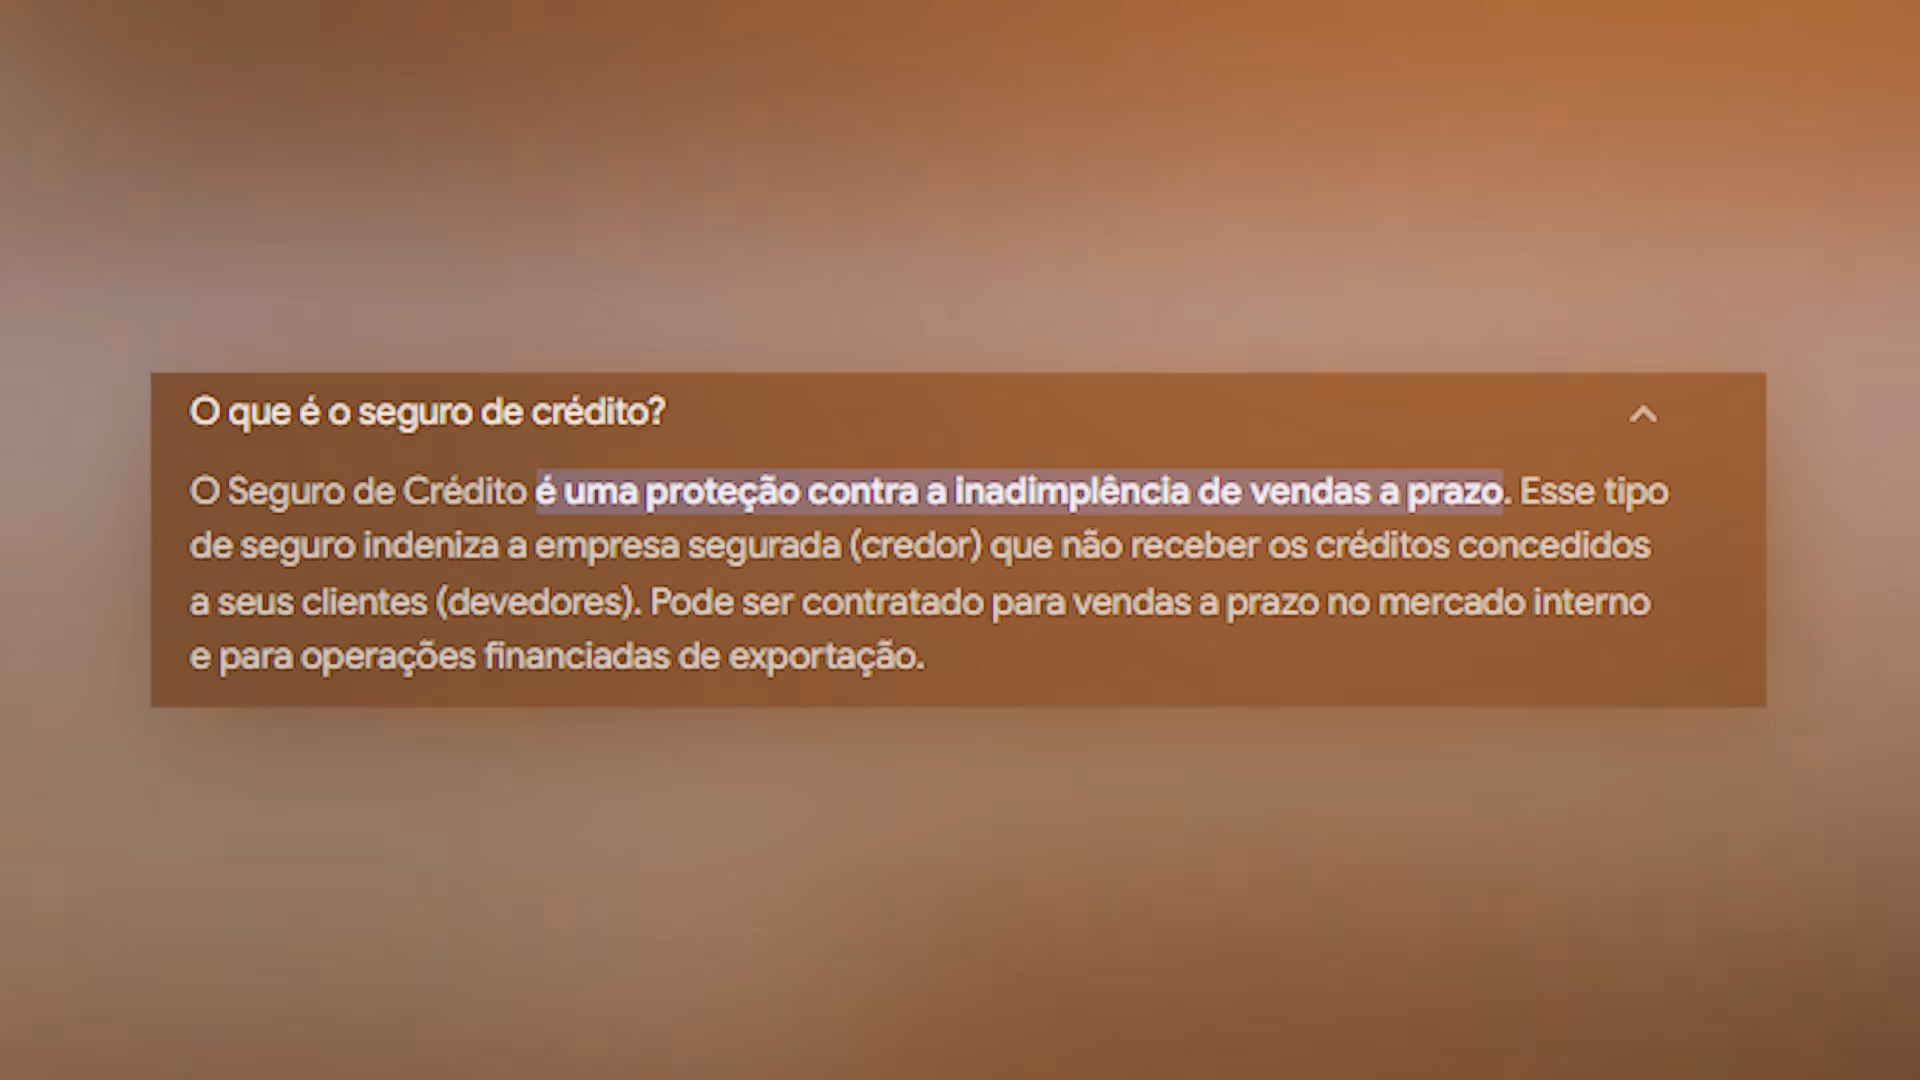 O que é o seguro de crédito?
O Seguro de Crédito é uma proteção contra a inadimplência de vendas a prazo. Esse tipo
de seguro indeniza a empresa segurada (credor) que não receber os créditos concedidos
a seus clientes (devedores). Pode ser contratado para vendas a prazo no mercado interno
e para operações financiadas de exportação.